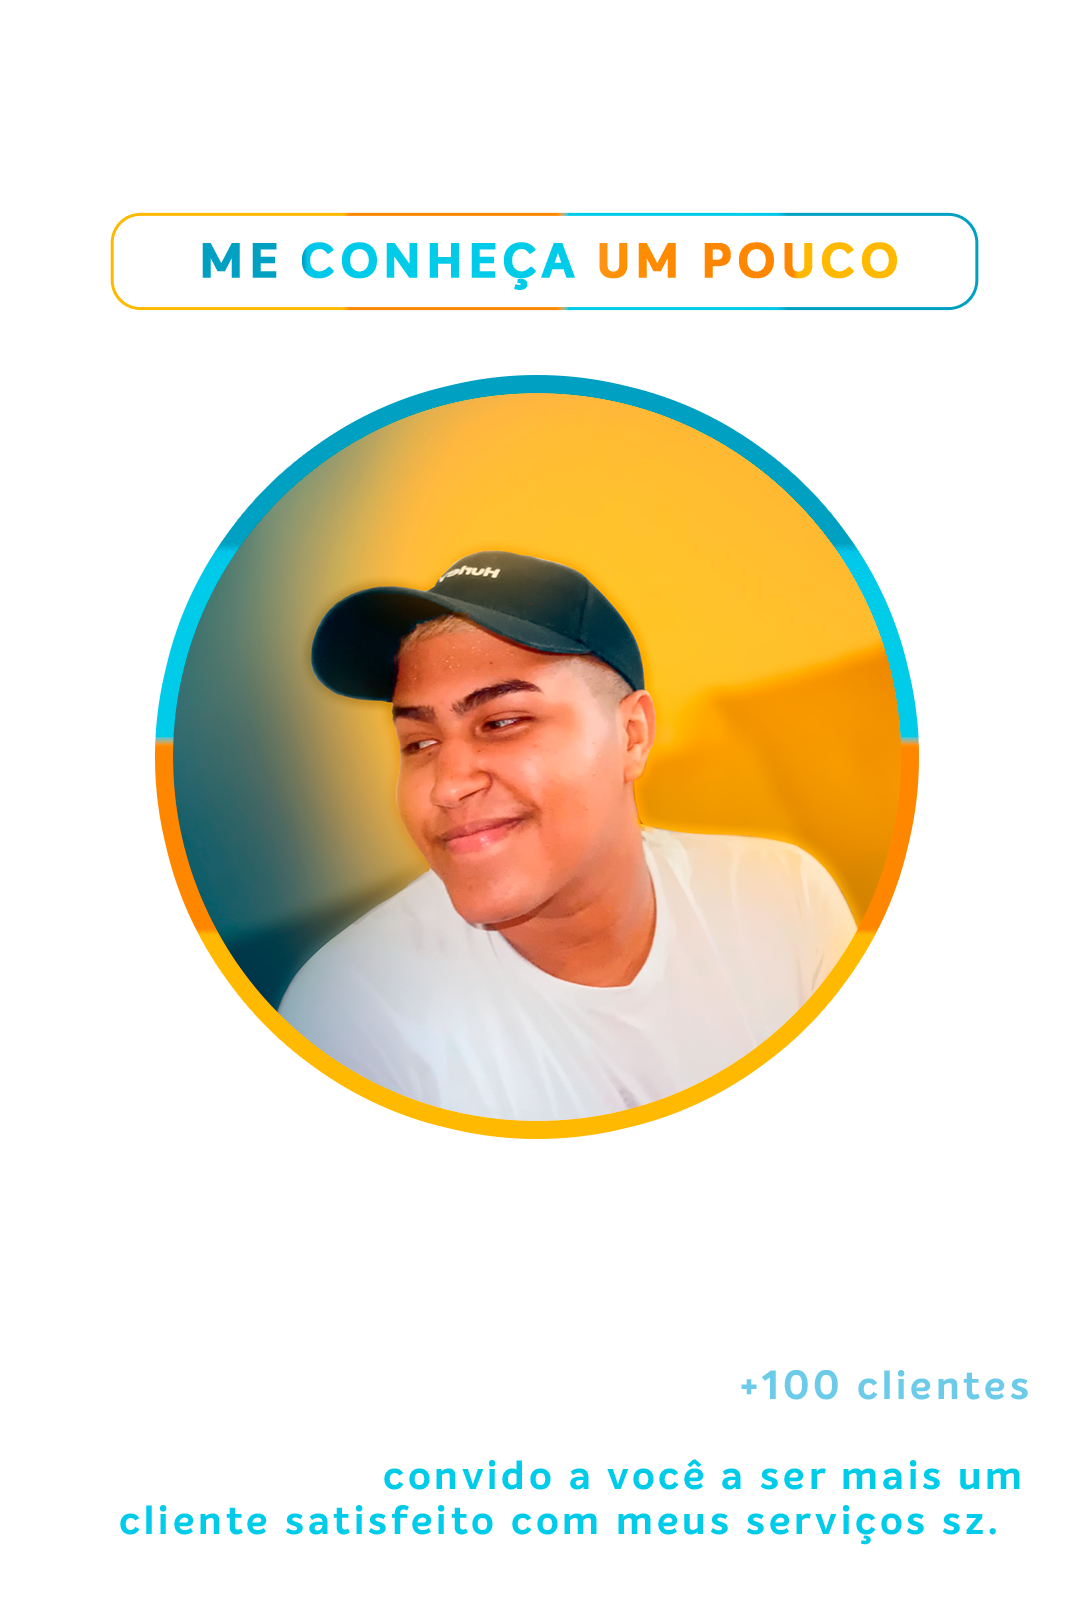 ME CONHEÇA UM POUCO
+100 clientes
convido a você a ser mais um
cliente satisfeito com meus serviços sz.